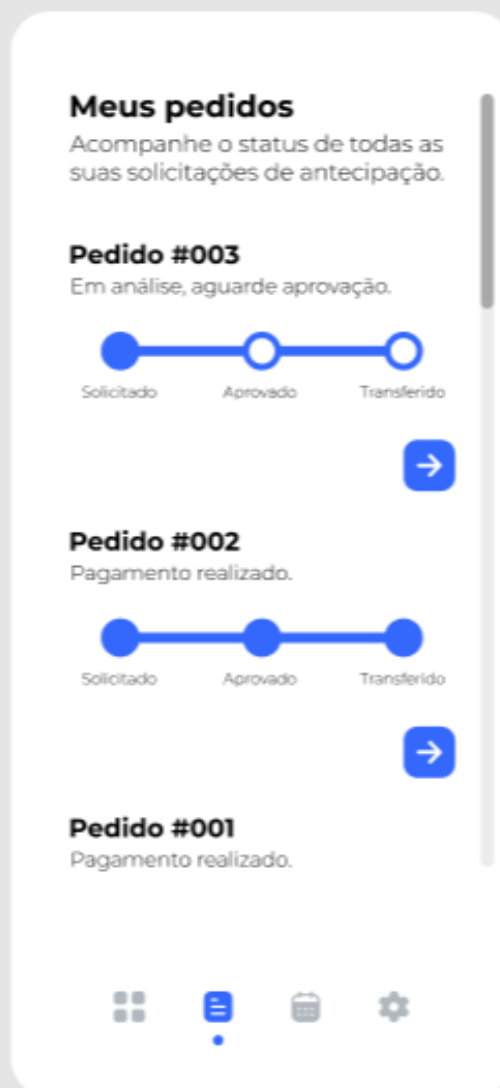 Meus pedidos
Acompanhe o status de todas as
suas solicitações de antecipação.
Pedido #003
Em análise, aguarde aprovação.
Solicitado Aprovado Transferido
Pedido #002
Pagamento realizado.
Solicitado Aprovado Transferido
Pedido #001
Pagamento realizado.